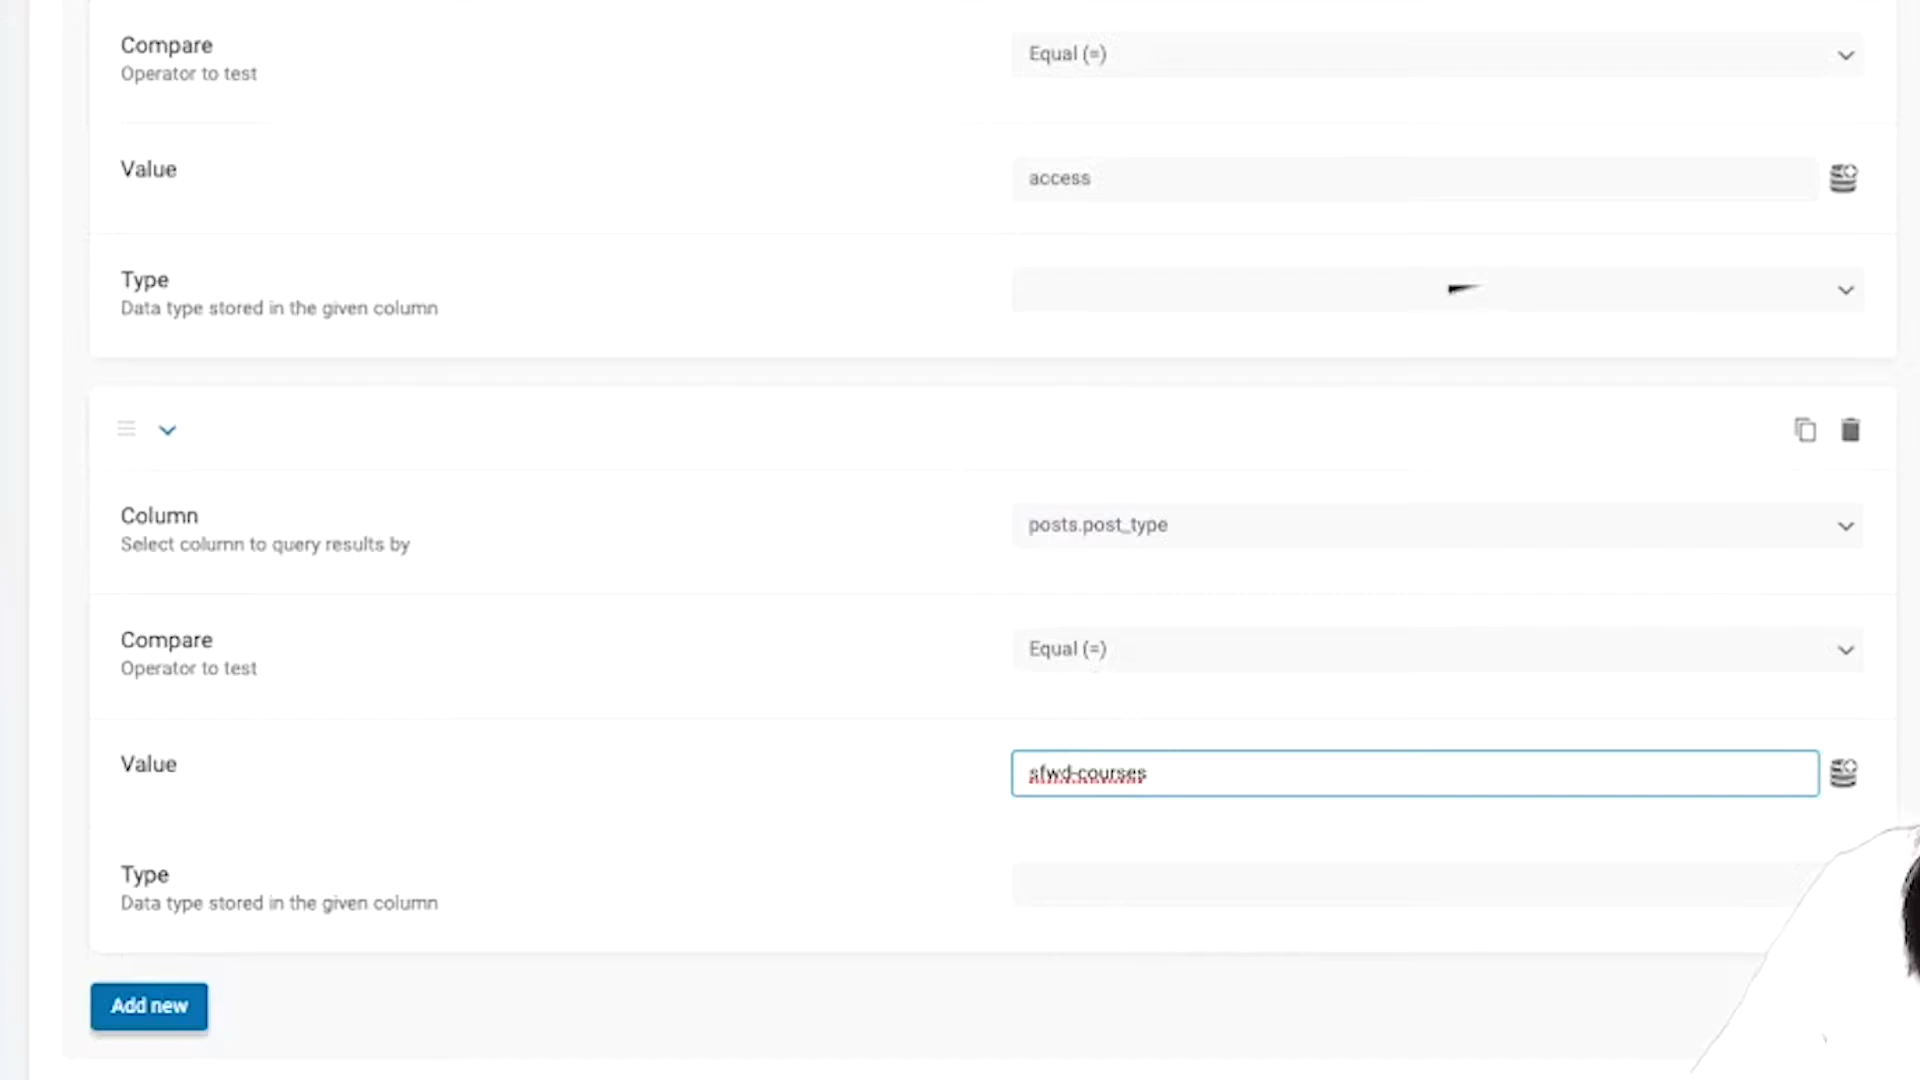 Compare
Operator to test
Equal (=)
Value
access
Type
Data type stored in the given column
Column
Select column to query results by
posts.post_type
Compare
Operator to test
Equal (=)
Value
sfwd-courses
Type
Data type stored in the given column
Add new